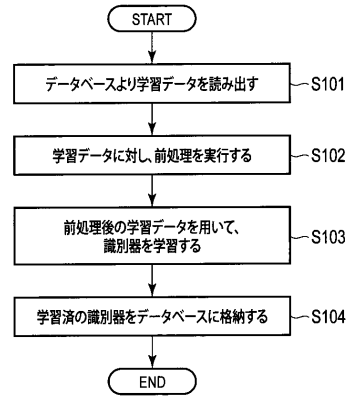 START
データベースより学習データを読み出す
S101
学習データに対し、前処理を実行する
S102
前処理後の学習データを用いて、
識別器を学習する
S103
学習済の識別器をデータベースに格納する
S104
END